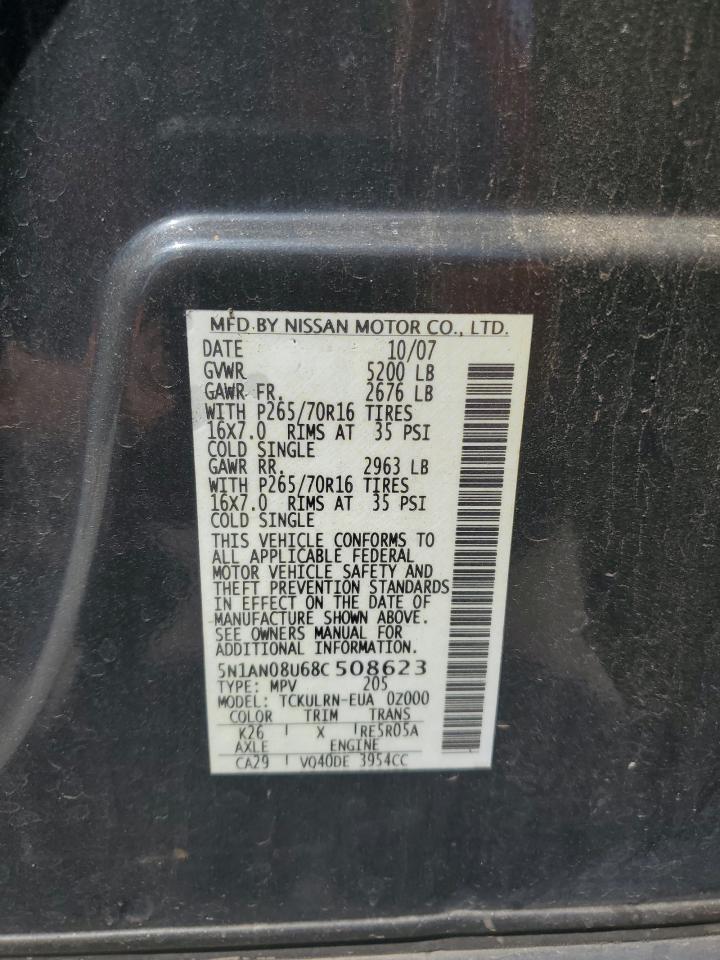 MFD.BY NISSAN MOTOR CO., LTD.
DATE 10/07
GVWR 5200 LB
GAWR FR. 2676 LB
WITH P265/70R16 TIRES
16X7.0 RIMS AT 35 PSI
COLD SINGLE
GAWR RR. 2963 LB
WITH P265/70R16 TIRES
16X7.0 RIMS AT 35 PSI
COLD SINGLE
THIS VEHICLE CONFORMS TO
ALL APPLICABLE FEDERAL
MOTOR VEHICLE SAFETY AND
THEFT PREVENTION STANDARDS
IN EFFECT ON THE DATE OF
MANUFACTURE SHOWN ABOVE.
SEE OWNERS MANUAL FOR
ADDITIONAL INFORMATION.
5N1AN08U68C508623
TYPE: MPV 205
MODEL: TCKULRN-EUA 0Z000
COLOR TRIM TRANS
K26 X RE5R05A
AXLE ENGINE
CA29 VQ40DE 3954CC